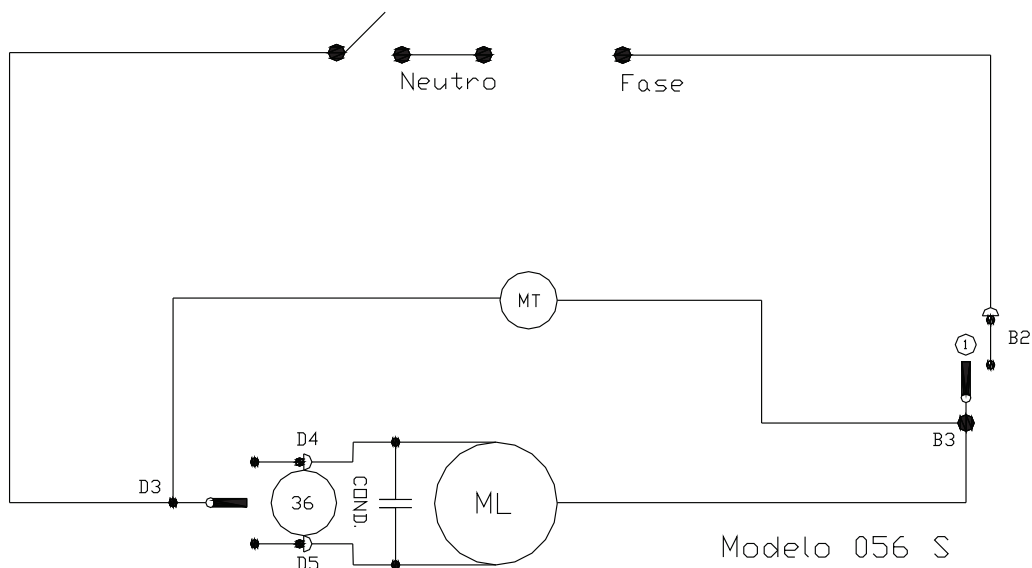 Neutro
Fase
MT
1
B2
B3
D4
D3
36
COND.
ML
D5
Modelo 056 S